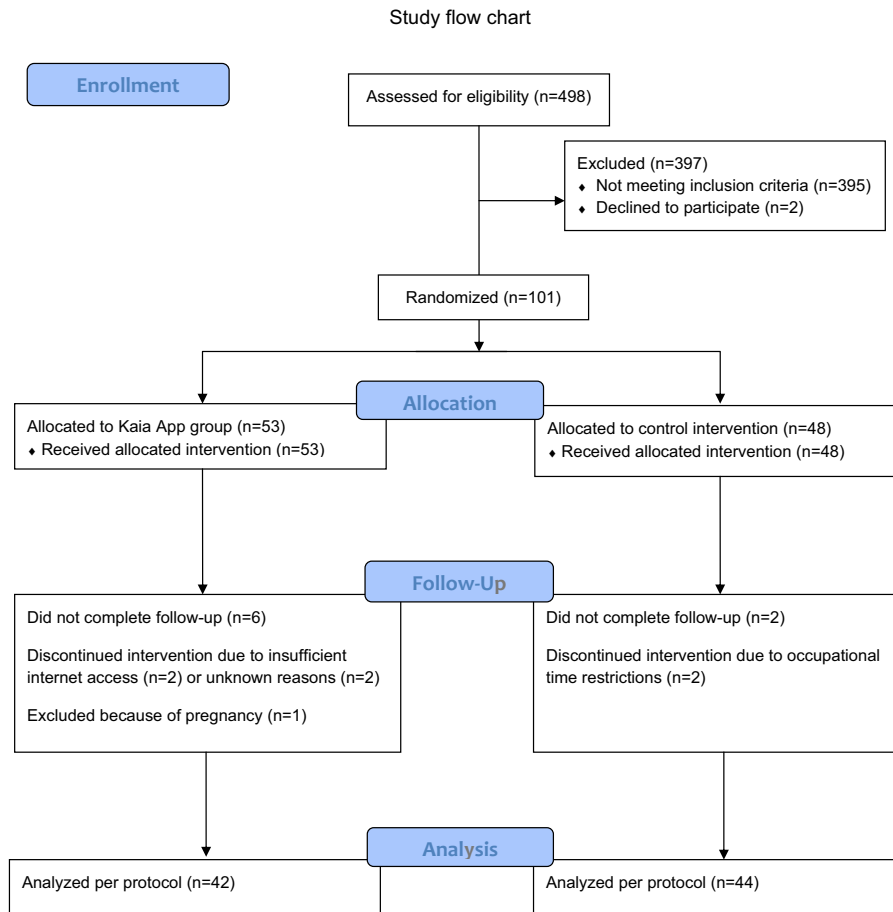 Study flow chart
Enrollment
Assessed for eligibility (n=498)
Excluded (n=397)
♦ Not meeting inclusion criteria (n=395)
♦ Declined to participate (n=2)
Randomized (n=101)
Allocation
Allocated to Kaia App group (n=53)
♦ Received allocated intervention (n=53)
Allocated to control intervention (n=48)
♦ Received allocated intervention (n=48)
Follow-Up
Did not complete follow-up (n=6)
Discontinued intervention due to insufficient
internet access (n=2) or unknown reasons (n=2)
Excluded because of pregnancy (n=1)
Did not complete follow-up (n=2)
Discontinued intervention due to occupational
time restrictions (n=2)
Analysis
Analyzed per protocol (n=42)
Analyzed per protocol (n=44)